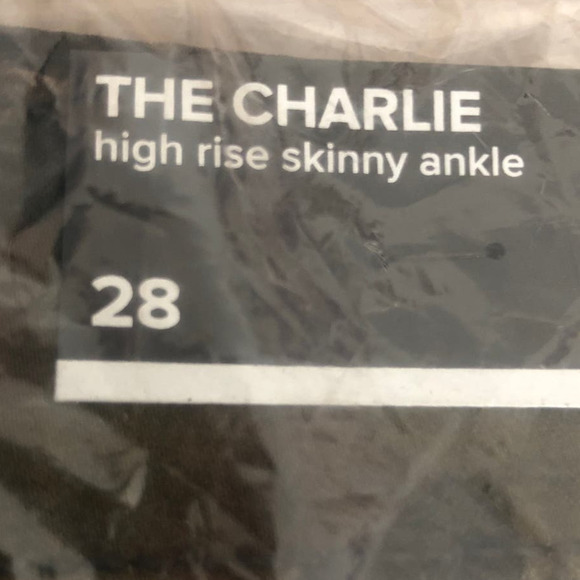 THE CHARLIE
high rise skinny ankle
28